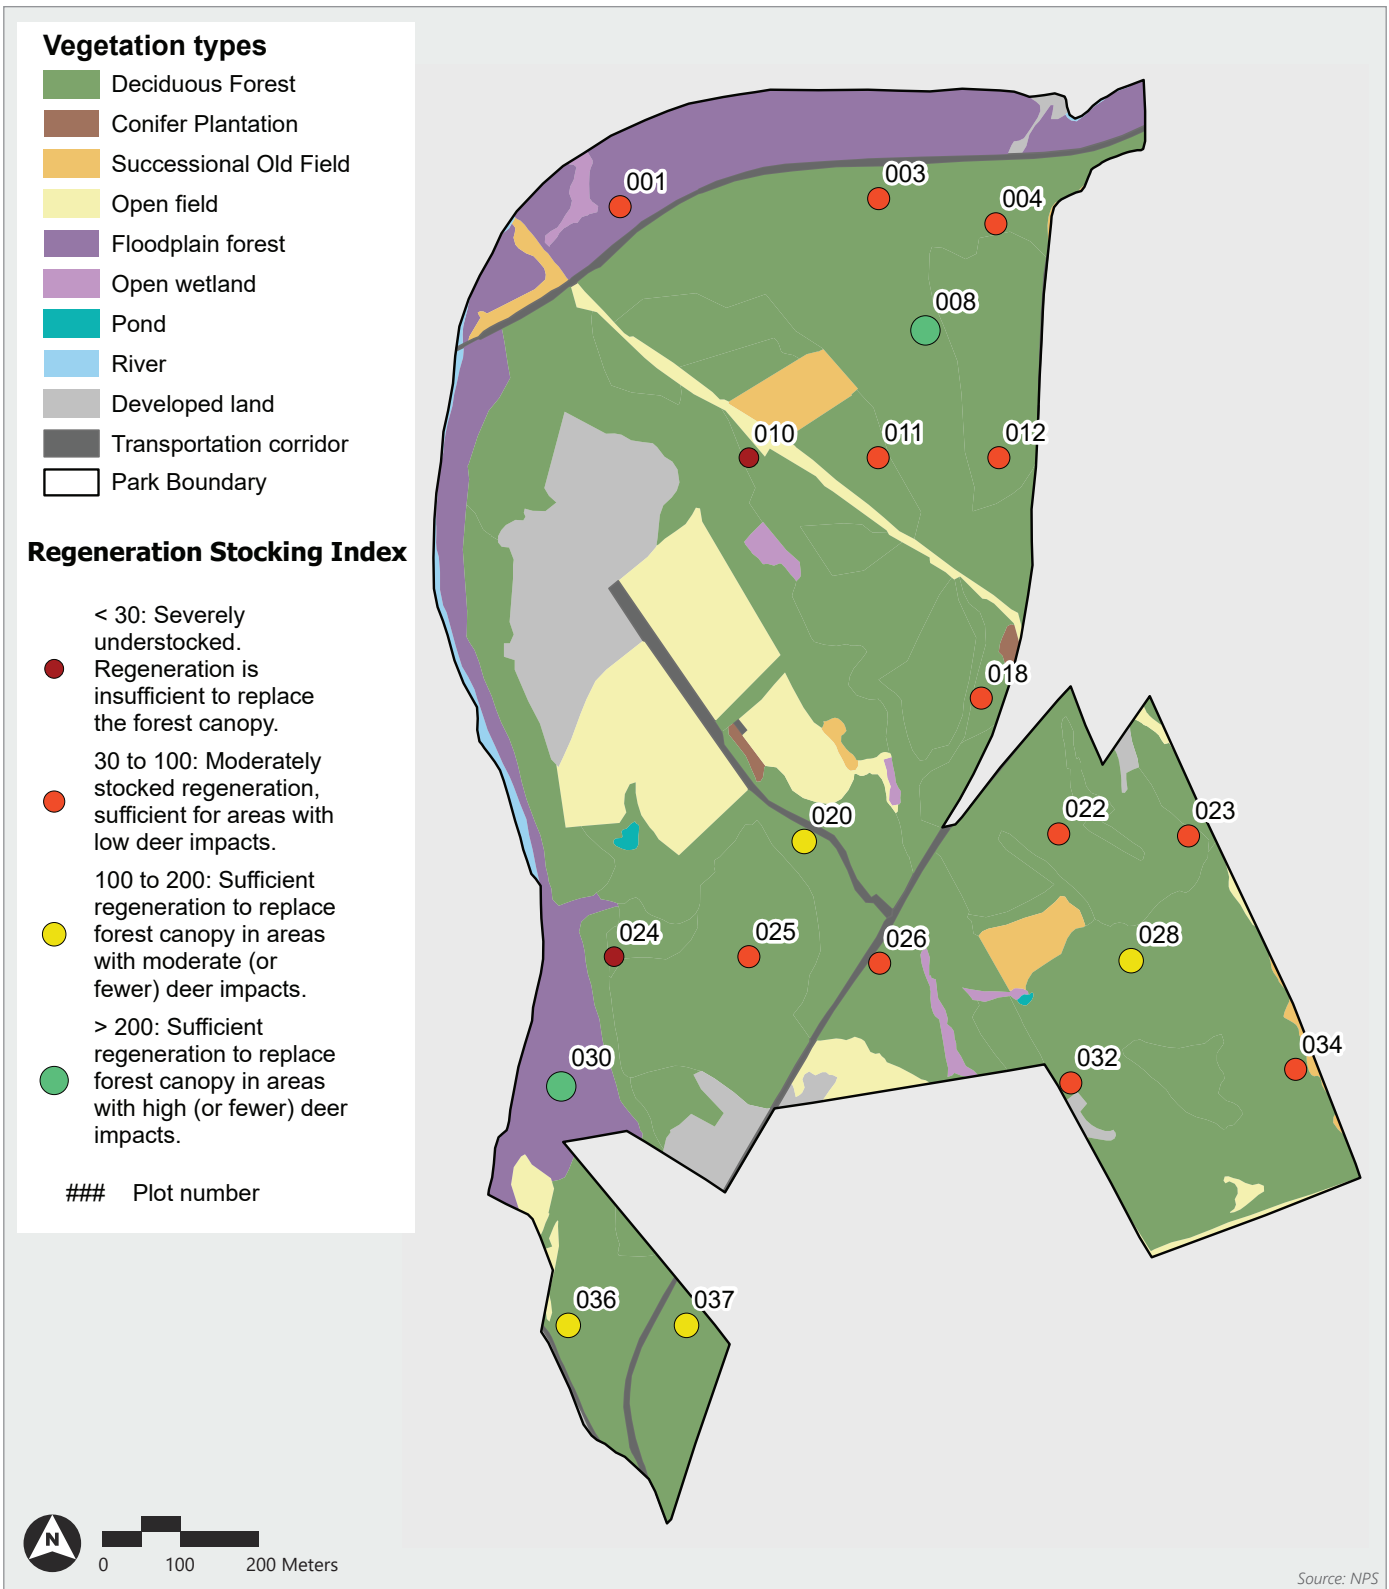 Vegetation types
Deciduous Forest
Conifer Plantation
Successional Old Field
Open field
Floodplain forest
Open wetland
Pond
River
Developed land
Transportation corridor
Park Boundary
Regeneration Stocking Index
< 30: Severely
understocked.
Regeneration is
insufficient to replace
the forest canopy.
30 to 100: Moderately
stocked regeneration,
sufficient for areas with
low deer impacts.
100 to 200: Sufficient
regeneration to replace
forest canopy in areas
with moderate (or
fewer) deer impacts.
> 200: Sufficient
regeneration to replace
forest canopy in areas
with high (or fewer) deer
impacts.
### Plot number
001
003
004
008
010
011
012
018
020
022
023
024
025
026
028
030
032
034
036
037
N
0 100 200 Meters
Source: NPS